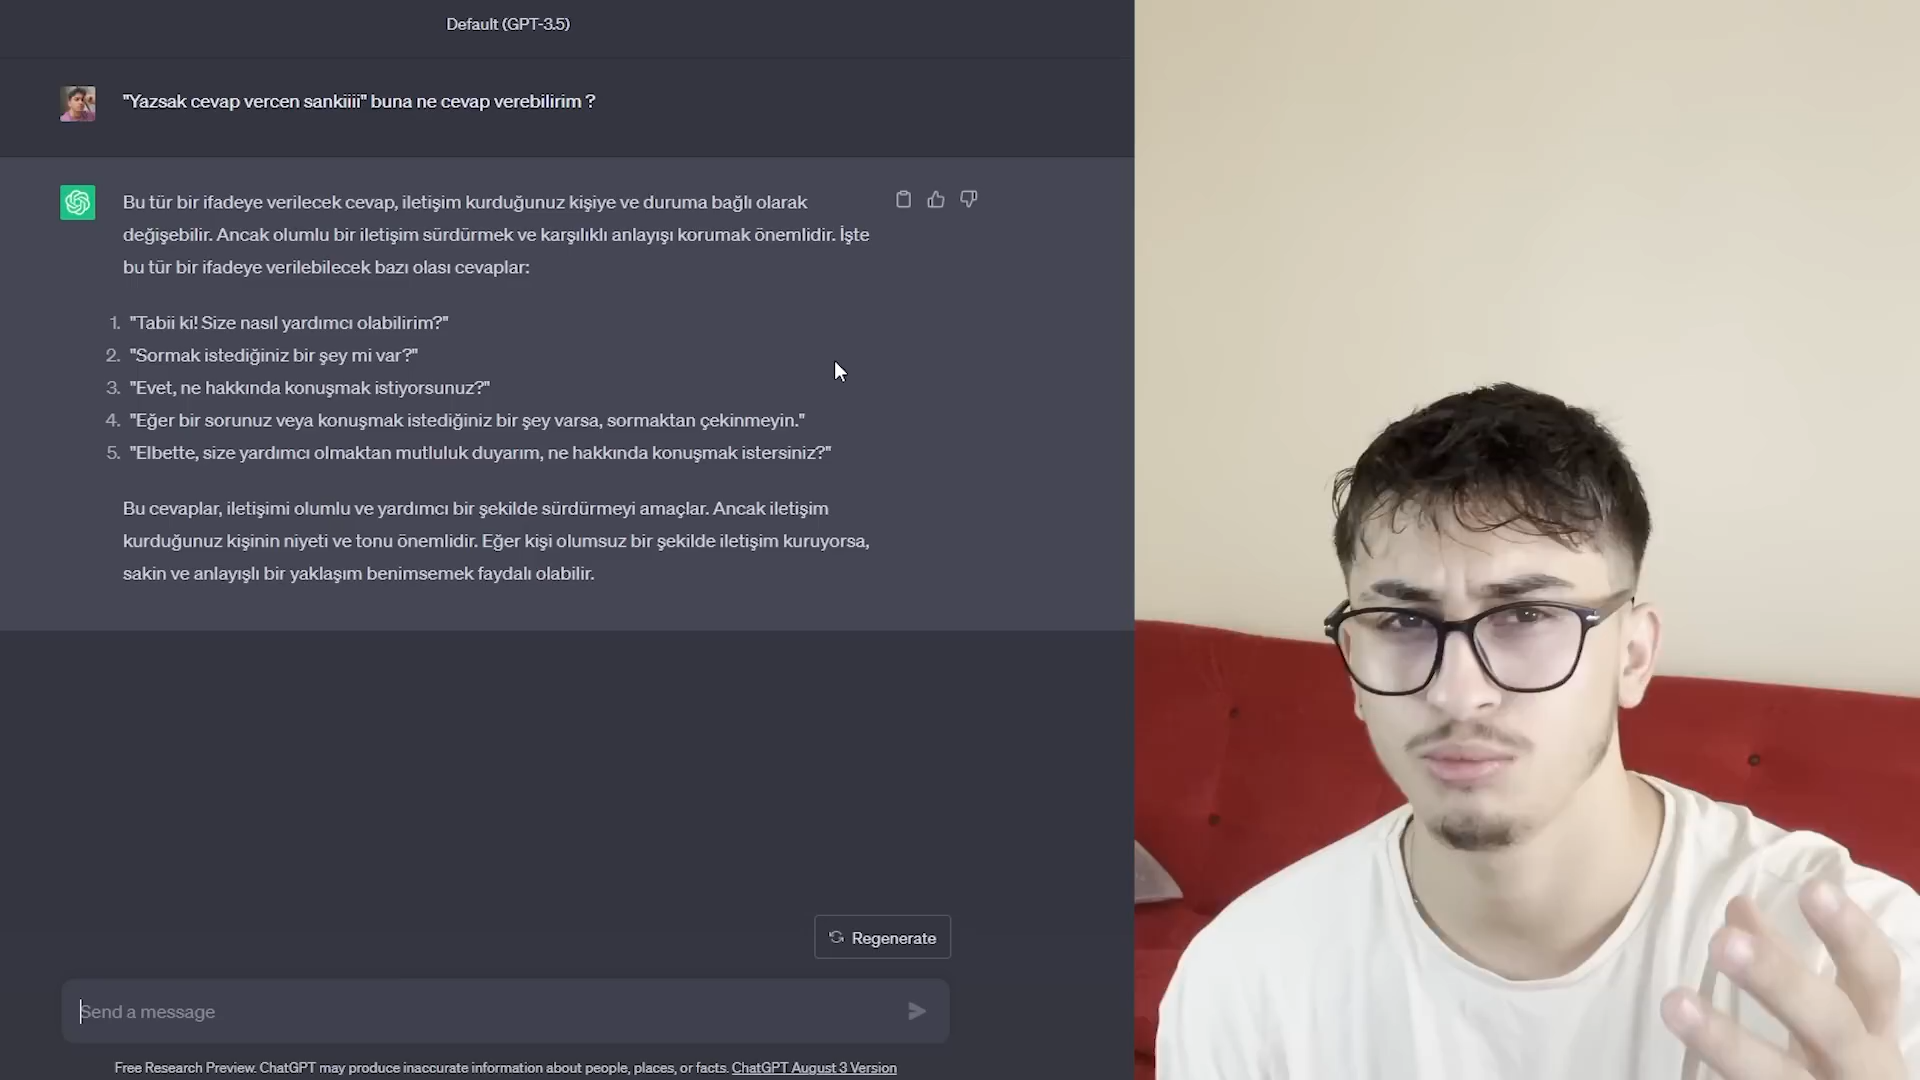 Default (GPT-3.5)
"Yazsak cevap vercen sankiiii" buna ne cevap verebilirim ?
Bu tür bir ifadeye verilecek cevap, iletişim kurduğunuz kişiye ve duruma bağlı olarak
değişebilir. Ancak olumlu bir iletişim sürdürmek ve karşılıklı anlayışı korumak önemlidir. İşte
bu tür bir ifadeye verilebilecek bazı olası cevaplar:
1. "Tabii ki! Size nasıl yardımcı olabilirim?"
2. "Sormak istediğiniz bir şey mi var?"
3. "Evet, ne hakkında konuşmak istiyorsunuz?"
4. "Eğer bir sorunuz veya konuşmak istediğiniz bir şey varsa, sormaktan çekinmeyin."
5. "Elbette, size yardımcı olmaktan mutluluk duyarım, ne hakkında konuşmak istersiniz?"
Bu cevaplar, iletişimi olumlu ve yardımcı bir şekilde sürdürmeyi amaçlar. Ancak iletişim
kurduğunuz kişinin niyeti ve tonu önemlidir. Eğer kişi olumsuz bir şekilde iletişim kuruyorsa,
sakin ve anlayışlı bir yaklaşım benimsemek faydalı olabilir.
Regenerate
Send a message
Free Research Preview. ChatGPT may produce inaccurate information about people, places, or facts. ChatGPT August 3 Version